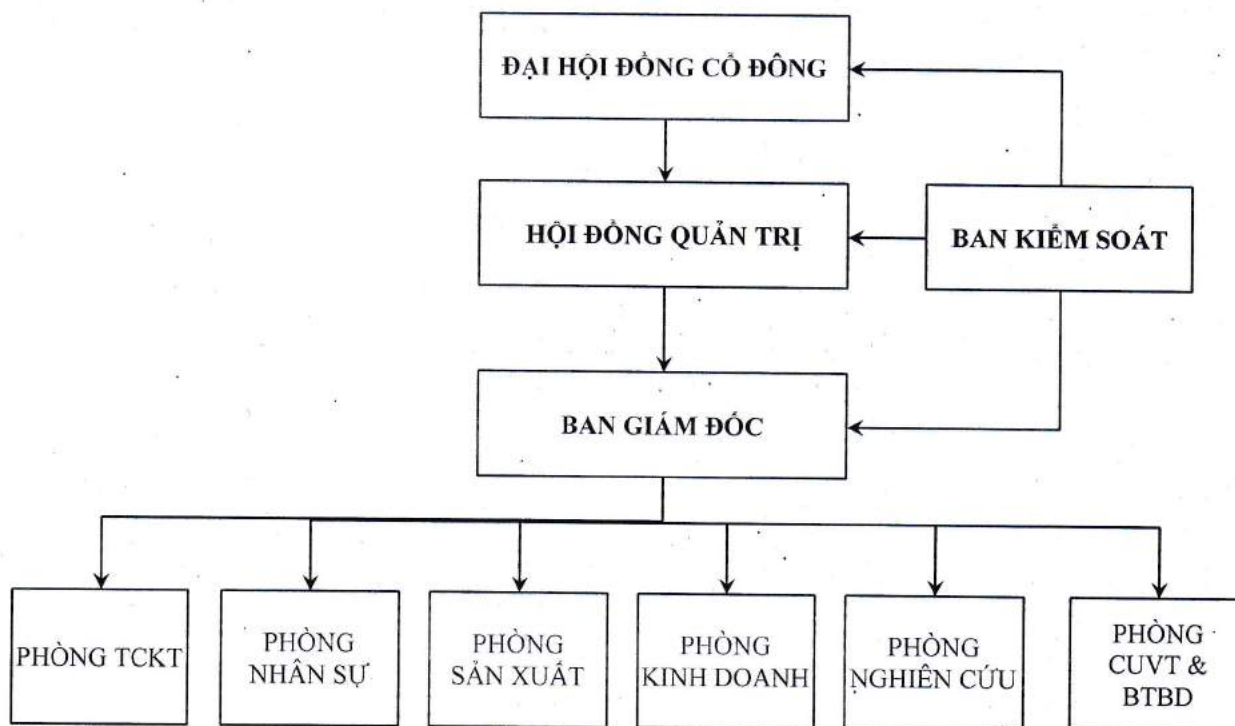 ĐẠI HỘI ĐỒNG CỔ ĐÔNG
HỘI ĐỒNG QUẢN TRỊ
BAN KIỂM SOÁT
BAN GIÁM ĐỐC
PHÒNG TCKT
PHÒNG
NHÂN SỰ
PHÒNG
SẢN XUẤT
PHÒNG
KINH DOANH
PHÒNG
NGHIÊN CỨU
PHÒNG
CUVT &
BTBD